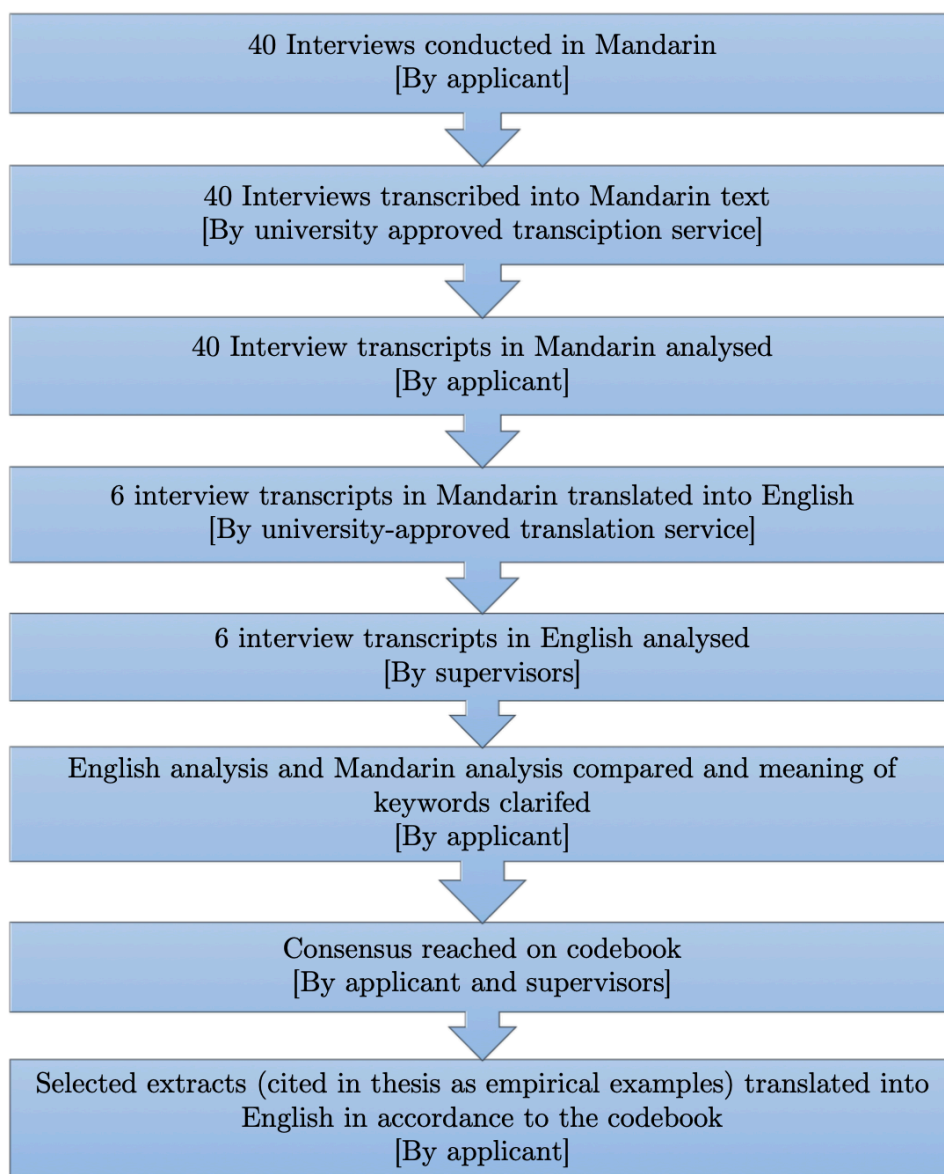 40 Interviews conducted in Mandarin
[By applicant]
40 Interviews transcribed into Mandarin text
[By university approved transciption service]
40 Interview transcripts in Mandarin analysed
[By applicant]
6 interview transcripts in Mandarin translated into English
[By university-approved translation service]
6 interview transcripts in English analysed
[By supervisors]
English analysis and Mandarin analysis compared and meaning of
keywords clarifed
[By applicant]
Consensus reached on codebook
[By applicant and supervisors]
Selected extracts (cited in thesis as empirical examples) translated into
English in accordance to the codebook
[By applicant]